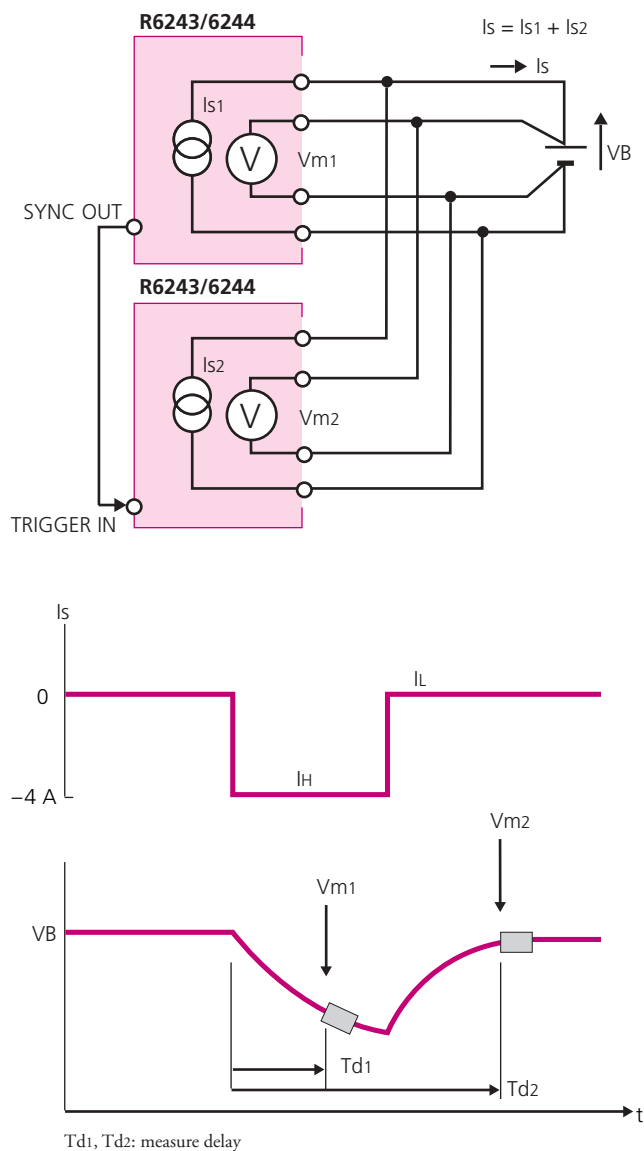 R6243/6244
Is = Is1 + Is2
Is
Is1
V
Vm1
VB
SYNC OUT
R6243/6244
Is2
V
Vm2
TRIGGER IN
Is
0
IL
IH
−4 A
Vm2
Vm1
VB
Td1
Td2
t
Td1, Td2: measure delay